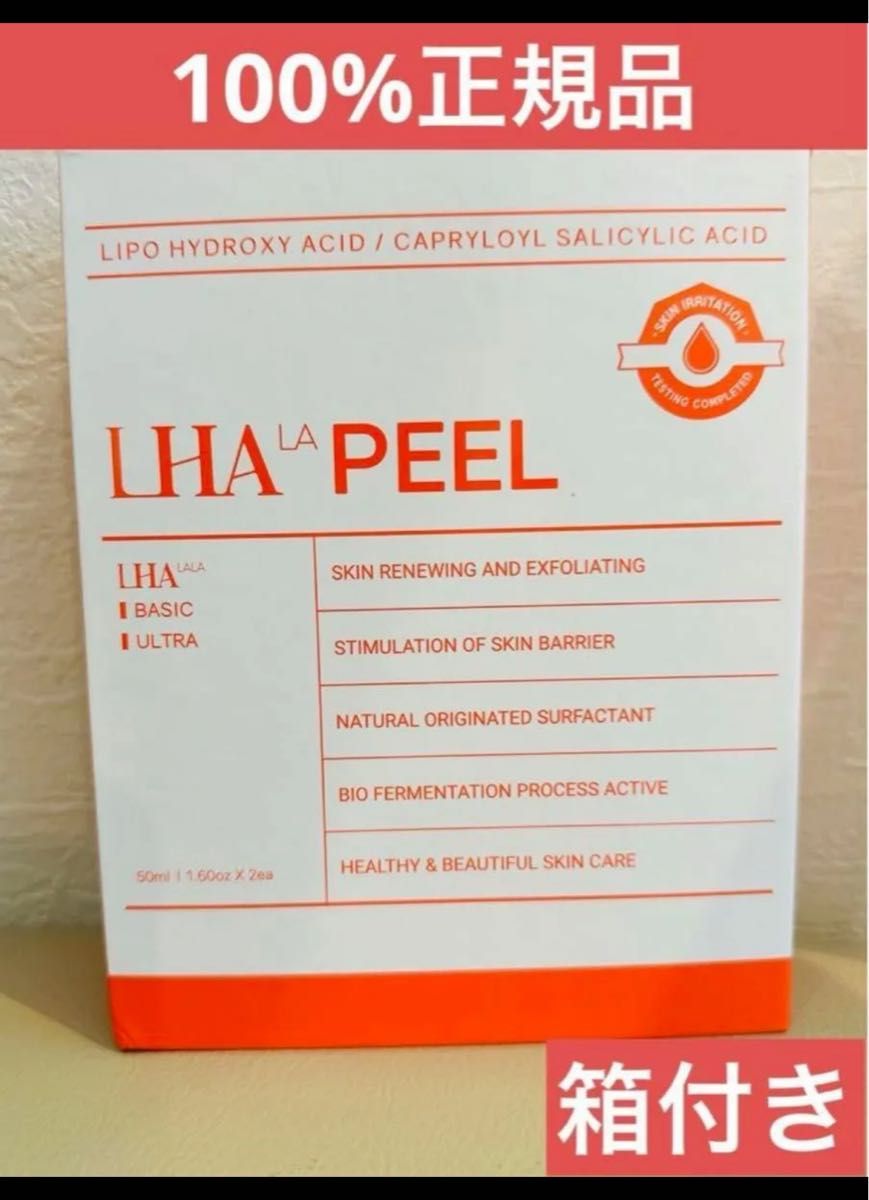 100%正規品
LIPO HYDROXY ACID / CAPRYLOYL SALICYLIC ACID
SKIN IRRITATION
TESTING COMPLETED
LHA LA PEEL
LHA LALA
BASIC
ULTRA
SKIN RENEWING AND EXFOLIATING
STIMULATION OF SKIN BARRIER
NATURAL ORIGINATED SURFACTANT
BIO FERMENTATION PROCESS ACTIVE
HEALTHY & BEAUTIFUL SKIN CARE
50ml | 1.60oz X 2ea
箱付き